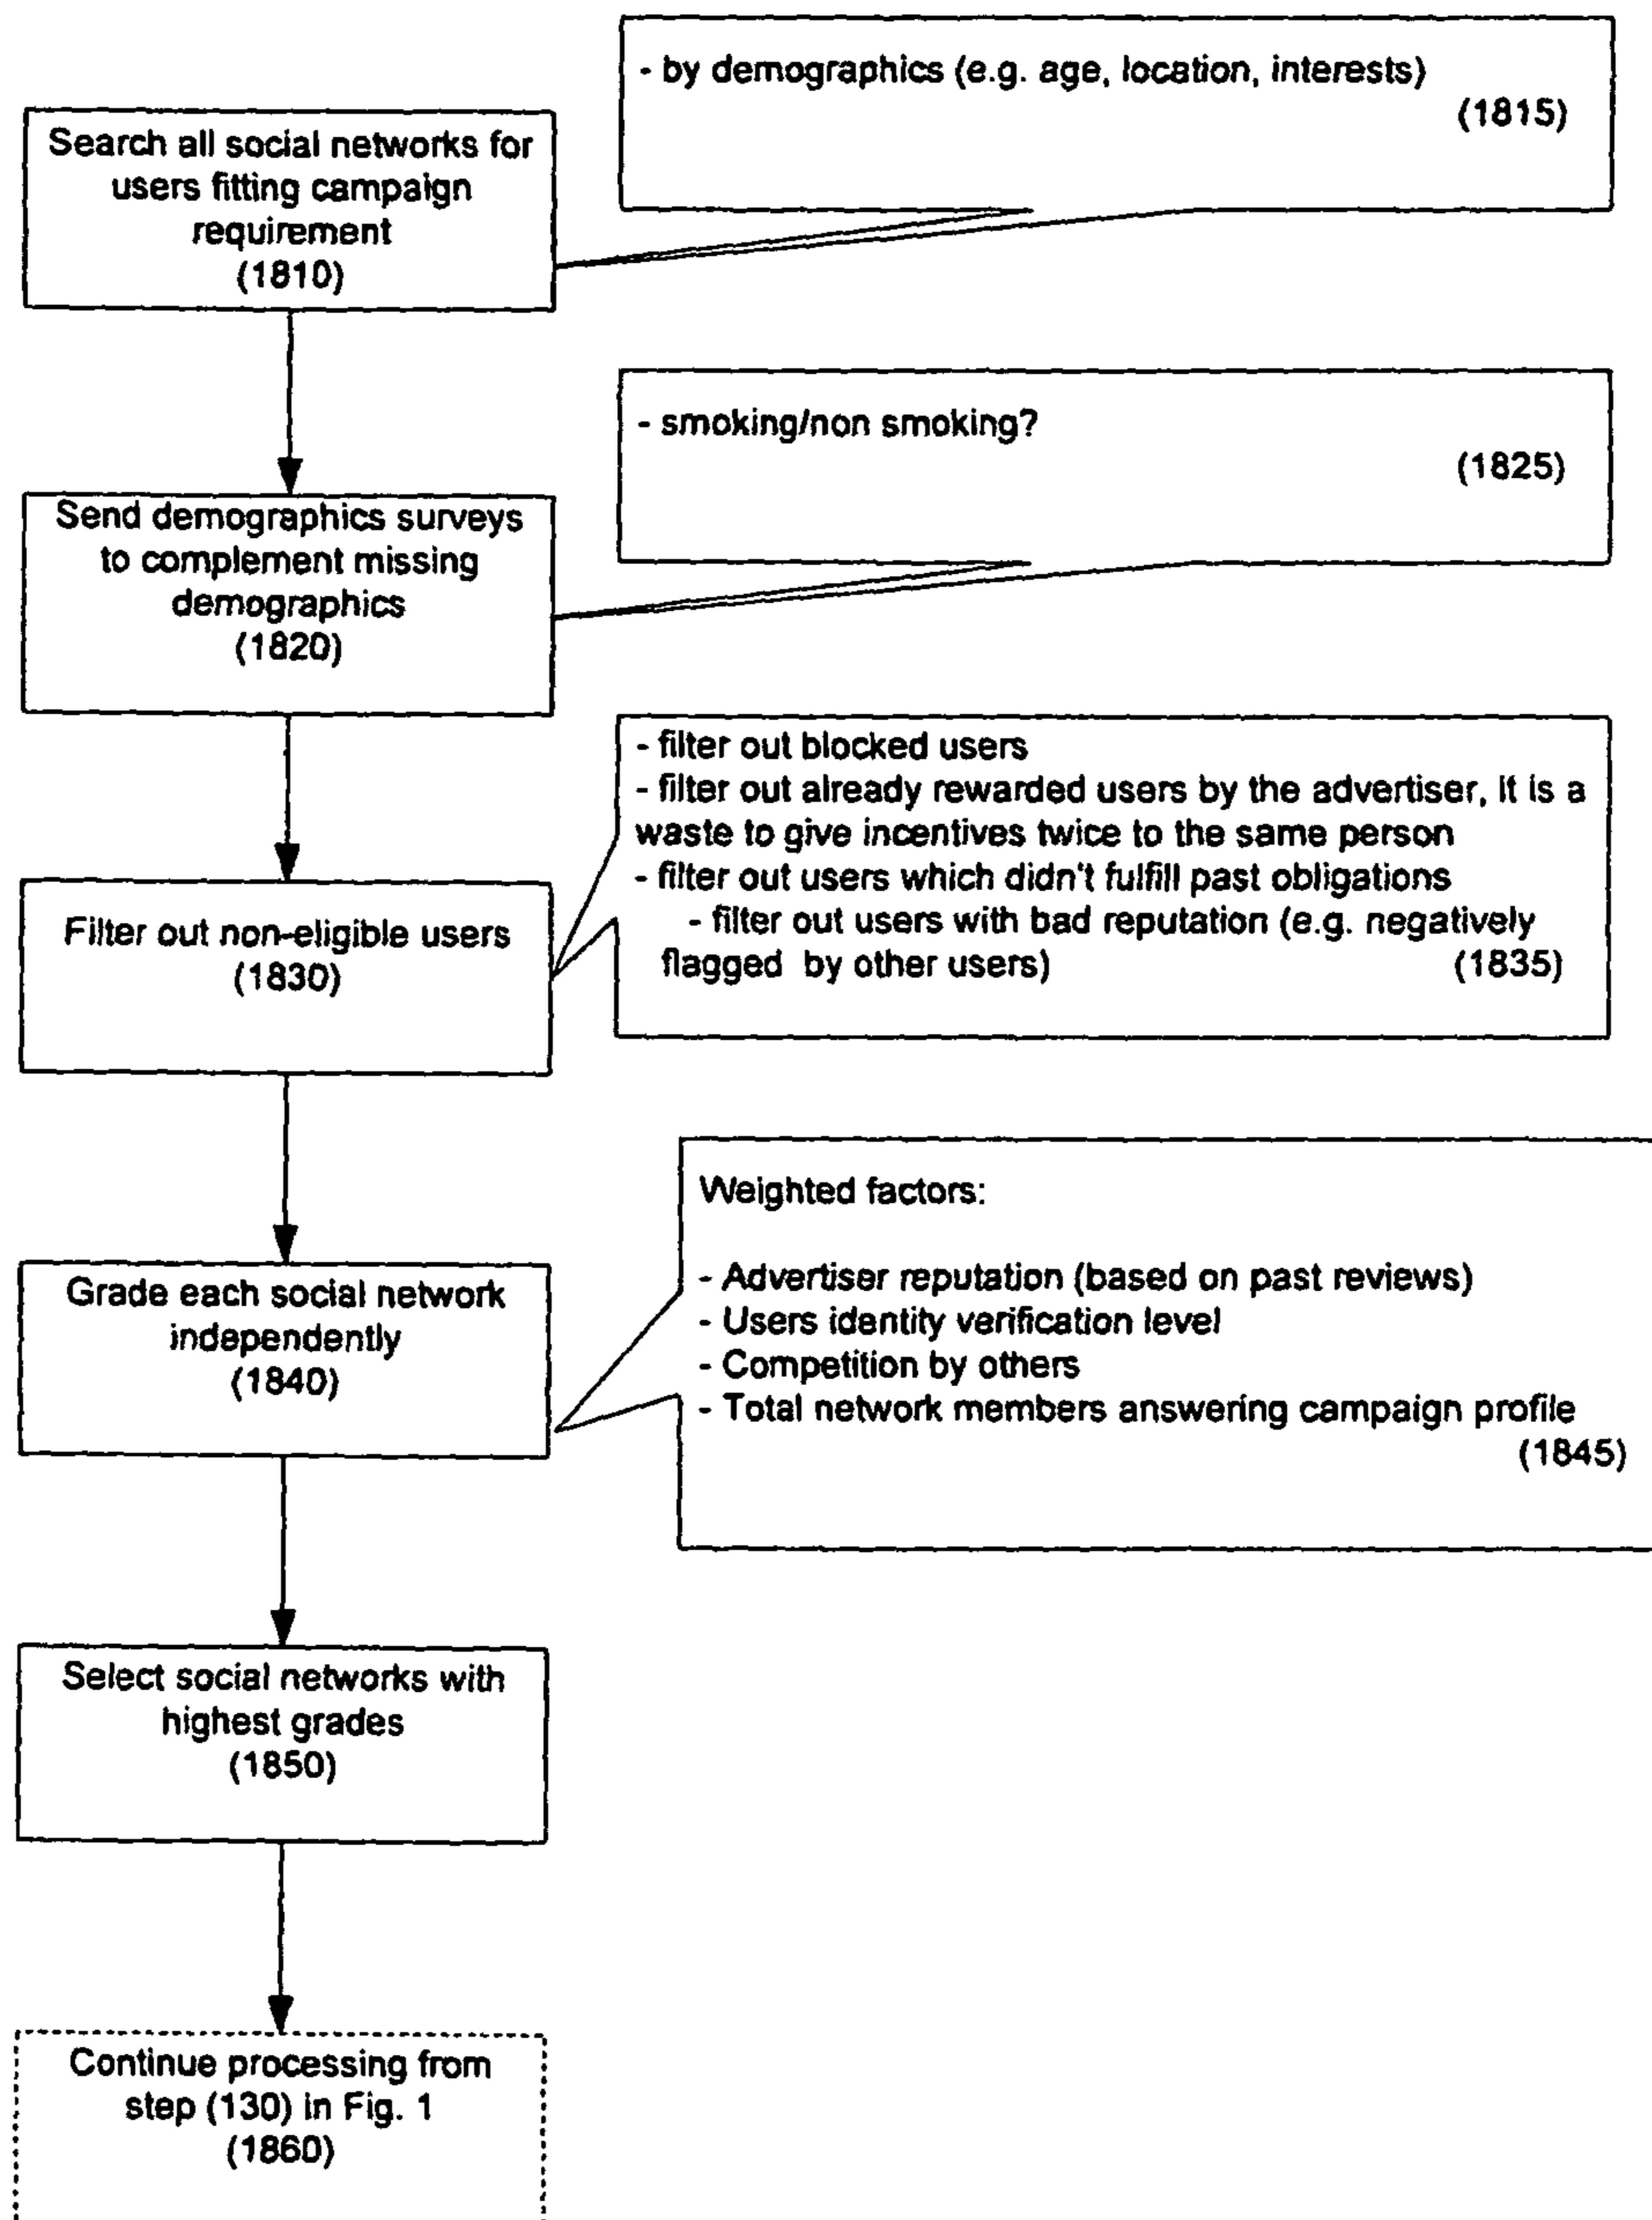 - by demographics (e.g. age, location, interests)
(1815)
Search all social networks for
users fitting campaign
requirement
(1810)
- smoking/non smoking?
(1825)
Send demographics surveys
to complement missing
demographics
(1820)
- filter out blocked users
- filter out already rewarded users by the advertiser, it is a
waste to give incentives twice to the same person
- filter out users which didn't fulfill past obligations
- filter out users with bad reputation (e.g. negatively
flagged by other users) (1835)
Filter out non-eligible users
(1830)
Weighted factors:
- Advertiser reputation (based on past reviews)
- Users identity verification level
- Competition by others
- Total network members answering campaign profile
(1845)
Grade each social network
independently
(1840)
Select social networks with
highest grades
(1850)
Continue processing from
step (130) in Fig. 1
(1860)